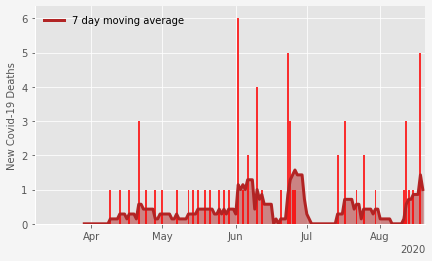 7 day moving average
New Covid-19 Deaths
6
5
4
3
2
1
0
Apr
May
Jun
Jul
Aug
2020